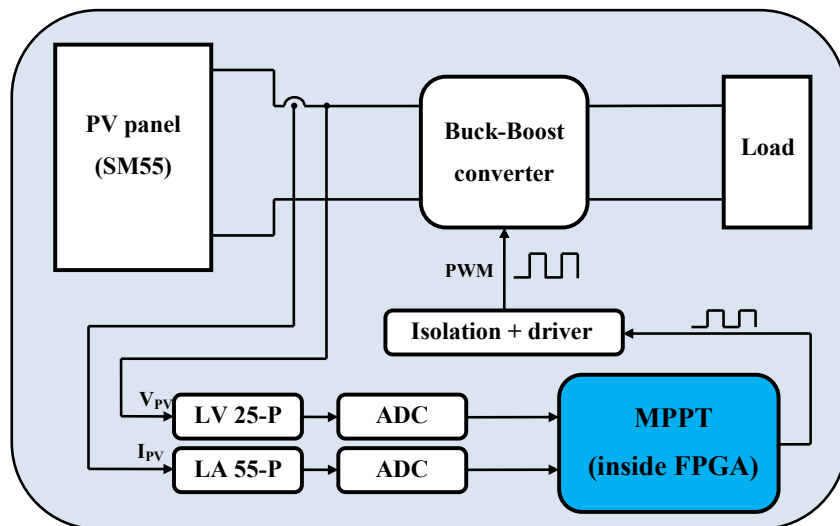 PV panel
(SM55)
Buck-Boost
converter
Load
PWM
Isolation + driver
VPV
LV 25-P
ADC
MPPT
(inside FPGA)
IPV
LA 55-P
ADC